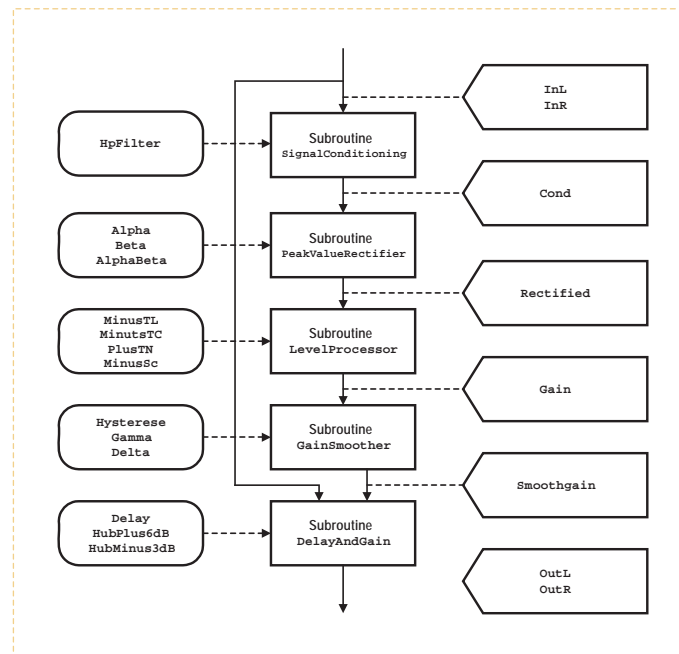 InL
InR
HpFilter
Subroutine
SignalConditioning
Cond
Alpha
Beta
AlphaBeta
Subroutine
PeakValueRectifier
Rectified
MinusTL
MinutsTC
PlusTN
MinusSc
Subroutine
LevelProcessor
Gain
Hysterese
Gamma
Delta
Subroutine
GainSmoother
Smoothgain
Delay
HubPlus6dB
HubMinus3dB
Subroutine
DelayAndGain
OutL
OutR